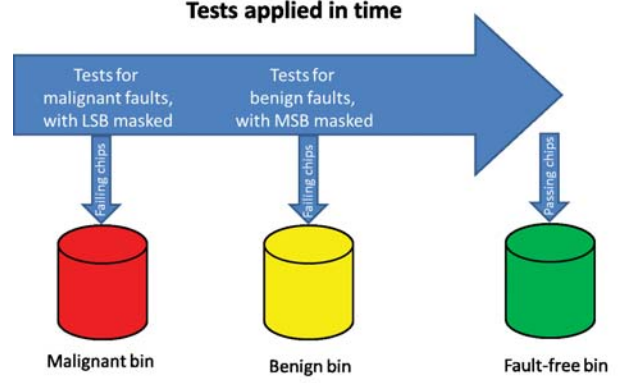 Tests applied in time
Tests for
malignant faults,
with LSB masked
Tests for
benign faults,
with MSB masked
Failing chips
Failing chips
Passing chips
Malignant bin
Benign bin
Fault-free bin